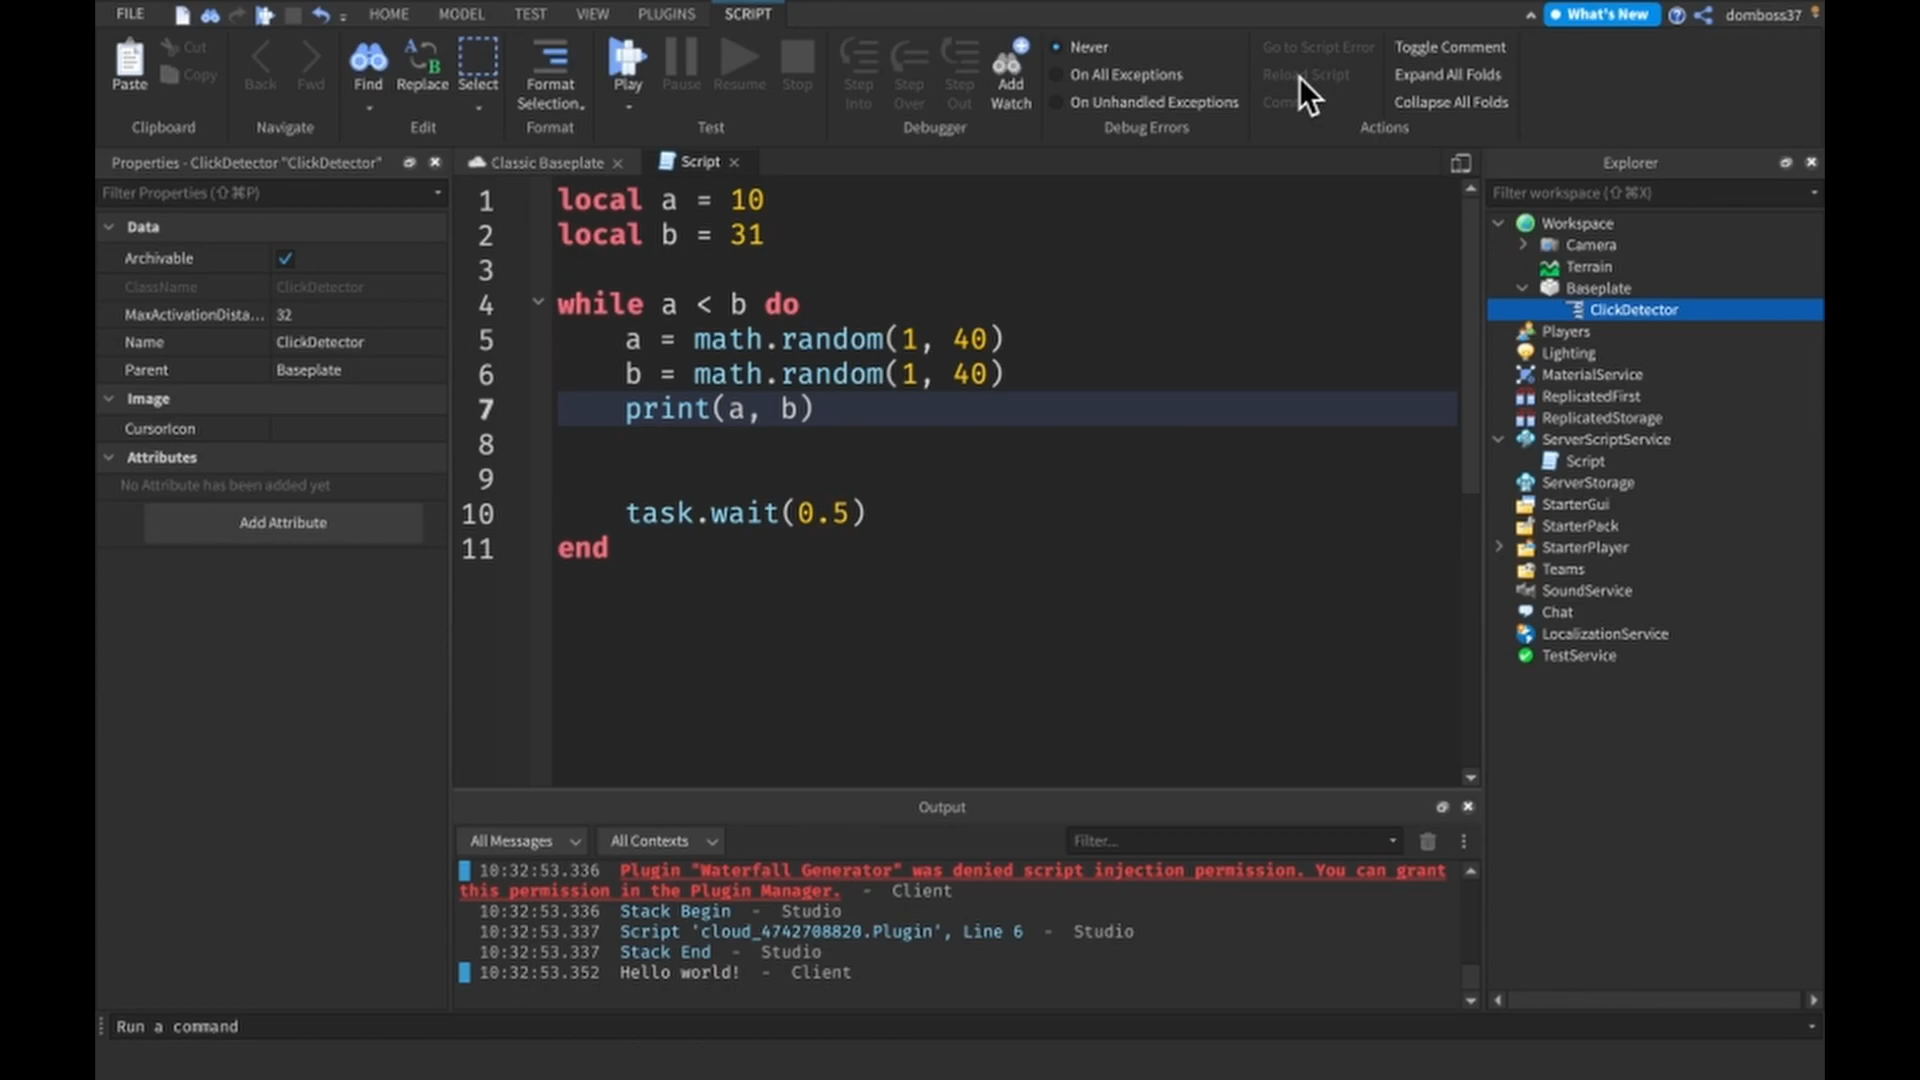 FILE HOME MODEL TEST VIEW PLUGINS SCRIPT What's New domboss37
Paste Cut Copy Back Fwd Find Replace Select Format Selection Play Pause Resume Stop Step Into Step Over Step Out Add Watch
Never
On All Exceptions
On Unhandled Exceptions
Go to Script Error
Reload Script
Toggle Comment
Expand All Folds
Collapse All Folds
Clipboard Navigate Edit Format Test Debugger Debug Errors Actions
Properties - ClickDetector "ClickDetector"
Filter Properties (⇧⌘P)
Data
Archivable
ClassName ClickDetector
MaxActivationDista... 32
Name ClickDetector
Parent Baseplate
Image
CursorIcon
Attributes
No Attribute has been added yet
Add Attribute
Classic Baseplate Script
1 local a = 10
2 local b = 31
3
4 while a < b do
5 a = math.random(1, 40)
6 b = math.random(1, 40)
7 print(a, b)
8
9
10 task.wait(0.5)
11 end
Output
All Messages All Contexts Filter...
10:32:53.336 Plugin "Waterfall Generator" was denied script injection permission. You can grant
this permission in the Plugin Manager. - Client
10:32:53.336 Stack Begin - Studio
10:32:53.337 Script 'cloud_4742708820.Plugin', Line 6 - Studio
10:32:53.337 Stack End - Studio
10:32:53.352 Hello world! - Client
Explorer
Filter workspace (⇧⌘X)
Workspace
Camera
Terrain
Baseplate
ClickDetector
Players
Lighting
MaterialService
ReplicatedFirst
ReplicatedStorage
ServerScriptService
Script
ServerStorage
StarterGui
StarterPack
StarterPlayer
Teams
SoundService
Chat
LocalizationService
TestService
Run a command